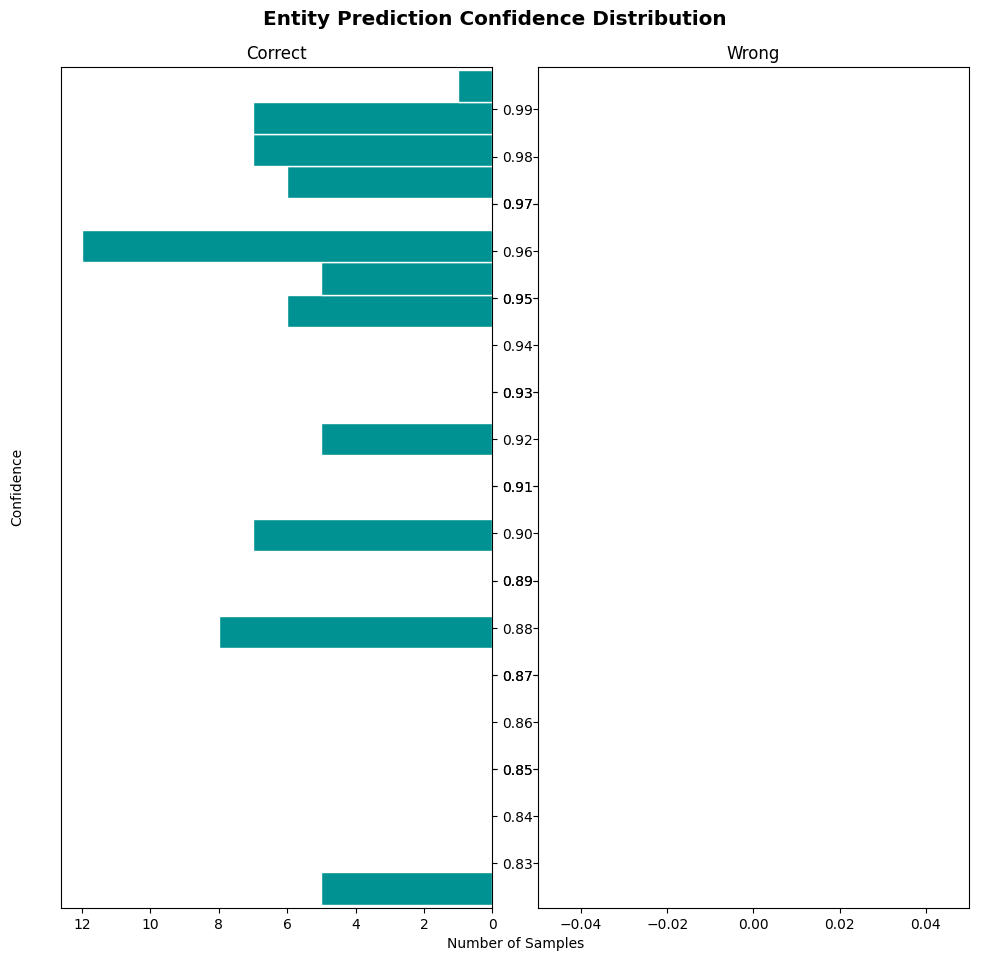 Entity Prediction Confidence Distribution
Correct
Wrong
0.99
0.98
0.97
0.96
0.95
0.94
0.93
0.92
0.91
0.90
0.89
0.88
0.87
0.86
0.85
0.84
0.83
Confidence
12 10 8 6 4 2 0
−0.04 −0.02 0.00 0.02 0.04
Number of Samples